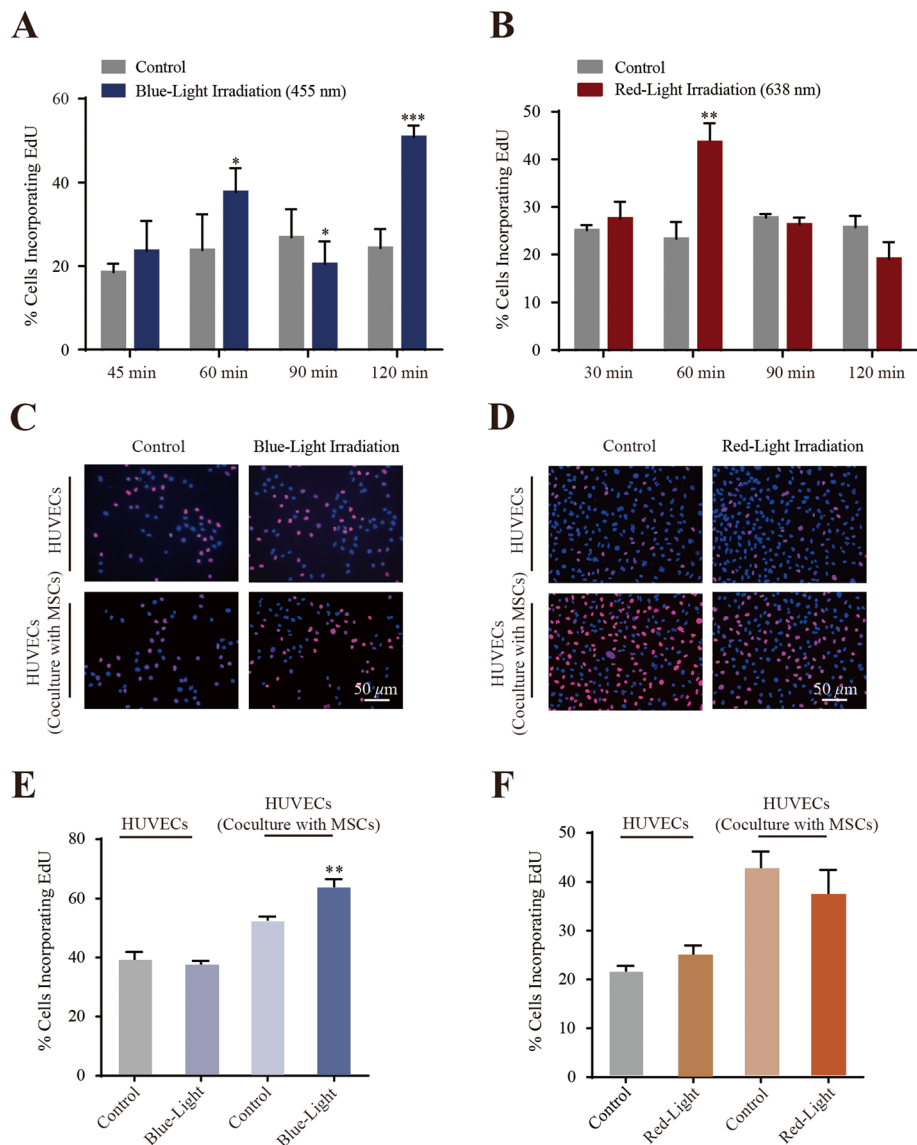 A
Control
Blue-Light Irradiation (455 nm)
% Cells Incorporating EdU
60
40
20
0
*
*
***
45 min
60 min
90 min
120 min
B
Control
Red-Light Irradiation (638 nm)
% Cells Incorporating EdU
50
40
30
20
10
0
**
30 min
60 min
90 min
120 min
C
Control
Blue-Light Irradiation
HUVECs
HUVECs
(Coculture with MSCs)
50 µm
D
Control
Red-Light Irradiation
HUVECs
HUVECs
(Coculture with MSCs)
50 µm
E
HUVECs
HUVECs
(Coculture with MSCs)
% Cells Incorporating EdU
80
60
40
20
0
**
Control
Blue-Light
Control
Blue-Light
F
HUVECs
HUVECs
(Coculture with MSCs)
% Cells Incorporating EdU
50
40
30
20
10
0
Control
Red-Light
Control
Red-Light